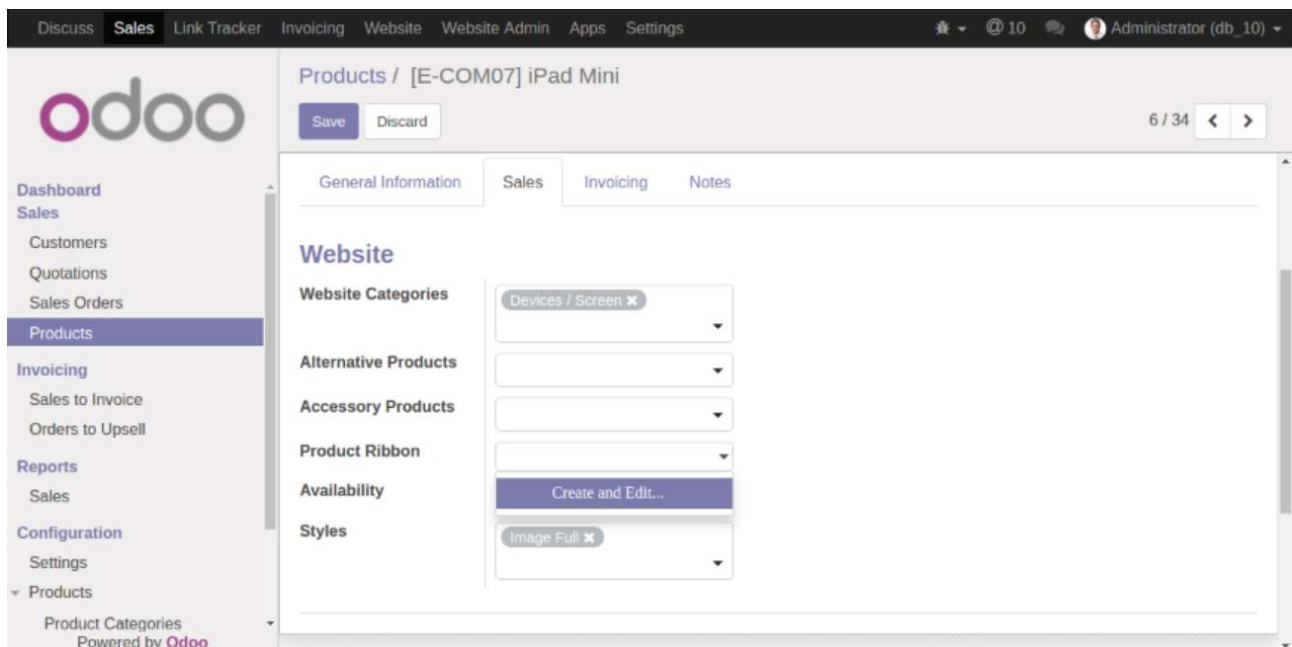 Discuss Sales Link Tracker Invoicing Website Website Admin Apps Settings @ 10 Administrator (db_10)
odoo
Dashboard
Sales
Customers
Quotations
Sales Orders
Products
Invoicing
Sales to Invoice
Orders to Upsell
Reports
Sales
Configuration
Settings
Products
Product Categories
Powered by Odoo
Products / [E-COM07] iPad Mini
Save Discard 6 / 34
General Information Sales Invoicing Notes
Website
Website Categories Devices / Screen ✖
Alternative Products
Accessory Products
Product Ribbon
Create and Edit...
Availability
Styles Image Full ✖